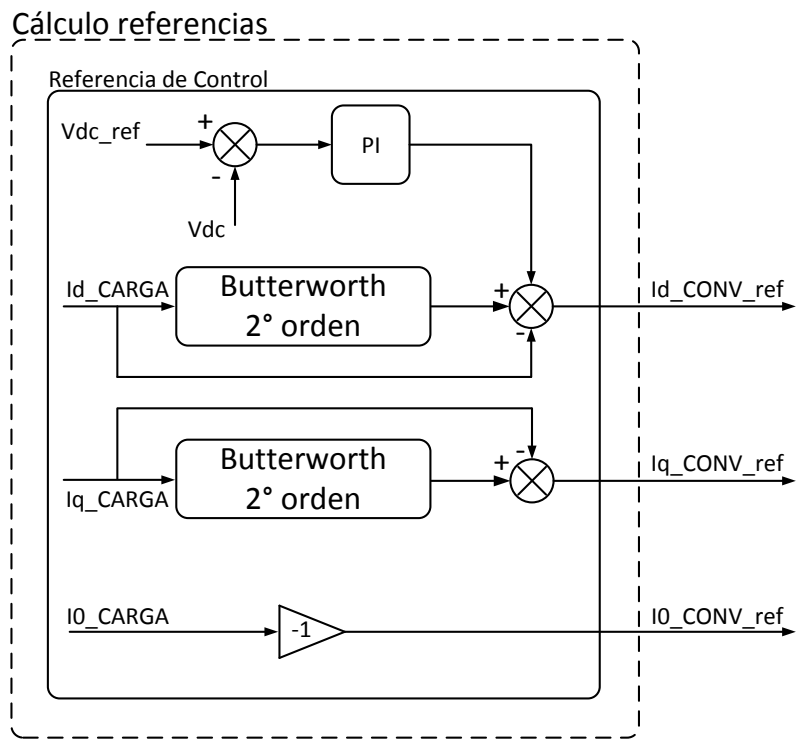 Cálculo referencias
Referencia de Control
Vdc_ref
+
-
PI
Vdc
Id_CARGA
Butterworth
2° orden
+
-
Id_CONV_ref
Iq_CARGA
Butterworth
2° orden
-
+
Iq_CONV_ref
I0_CARGA
-1
I0_CONV_ref